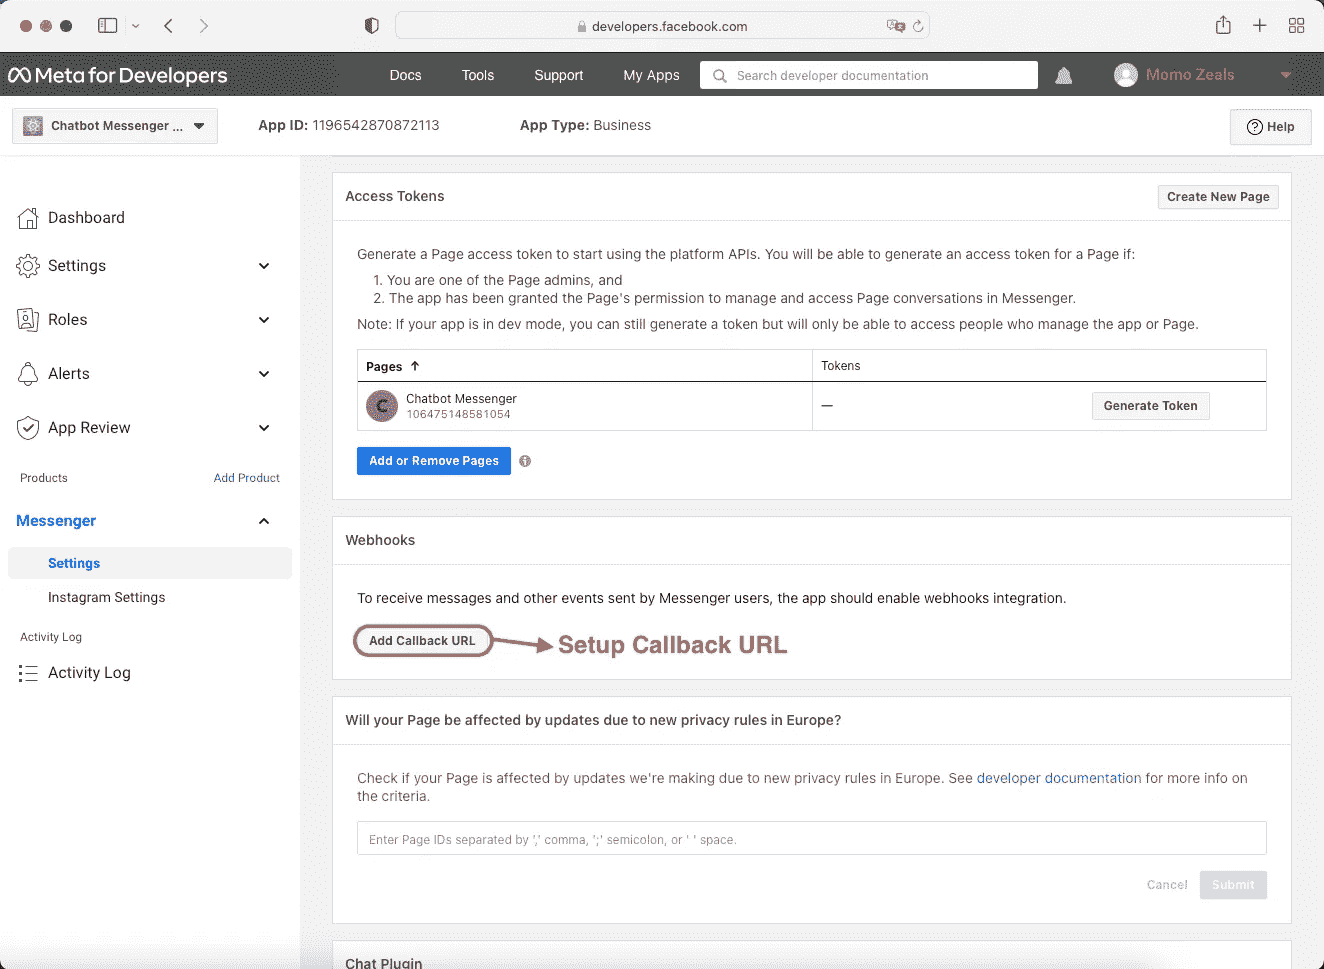 developers.facebook.com
Meta for Developers
Docs
Tools
Support
My Apps
Search developer documentation
Momo Zeals
Chatbot Messenger ...
App ID: 1196542870872113
App Type: Business
Help
Dashboard
Settings
Roles
Alerts
App Review
Products
Add Product
Messenger
Settings
Instagram Settings
Activity Log
Activity Log
Access Tokens
Create New Page
Generate a Page access token to start using the platform APIs. You will be able to generate an access token for a Page if:
1. You are one of the Page admins, and
2. The app has been granted the Page's permission to manage and access Page conversations in Messenger.
Note: If your app is in dev mode, you can still generate a token but will only be able to access people who manage the app or Page.
Pages ↑
Tokens
C
Chatbot Messenger
106475148581054
—
Generate Token
Add or Remove Pages
Webhooks
To receive messages and other events sent by Messenger users, the app should enable webhooks integration.
Add Callback URL
Setup Callback URL
Will your Page be affected by updates due to new privacy rules in Europe?
Check if your Page is affected by updates we're making due to new privacy rules in Europe. See developer documentation for more info on
the criteria.
Enter Page IDs separated by ',' comma, ';' semicolon, or ' ' space.
Cancel
Submit
Chat Plugin